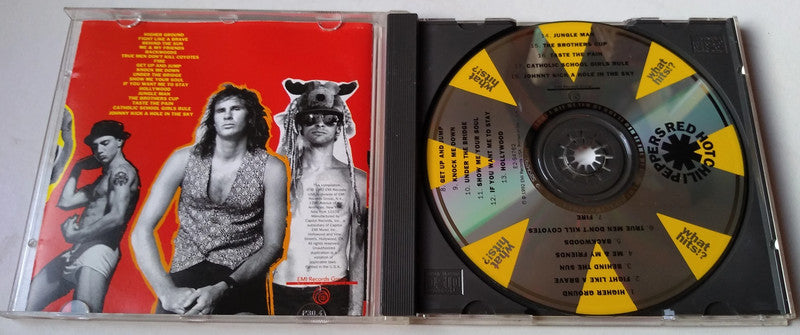 HIGHER GROUND
FIGHT LIKE A BRAVE
BEHIND THE SUN
ME & MY FRIENDS
BACKWOODS
TRUE MEN DON'T KILL COYOTES
FIRE
GET UP AND JUMP
KNOCK ME DOWN
UNDER THE BRIDGE
SHOW ME YOUR SOUL
IF YOU WANT ME TO STAY
HOLLYWOOD
JUNGLE MAN
THE BROTHERS CUP
TASTE THE PAIN
CATHOLIC SCHOOL GIRLS RULE
JOHNNY KICK A HOLE IN THE SKY
This compilation
EMI Records Group
14. JUNGLE MAN
15. THE BROTHERS CUP
16. TASTE THE PAIN
17. CATHOLIC SCHOOL GIRLS RULE
18. JOHNNY KICK A HOLE IN THE SKY
what hits!?
what hits!?
RED HOT CHILI PEPPERS
8. GET UP AND JUMP
9. KNOCK ME DOWN
10. UNDER THE BRIDGE
11. SHOW ME YOUR SOUL
12. IF YOU WANT ME TO STAY
13. HOLLYWOOD
what hits!?
what hits!?
1. HIGHER GROUND
2. FIGHT LIKE A BRAVE
3. BEHIND THE SUN
4. ME & MY FRIENDS
5. BACKWOODS
6. TRUE MEN DON'T KILL COYOTES
7. FIRE